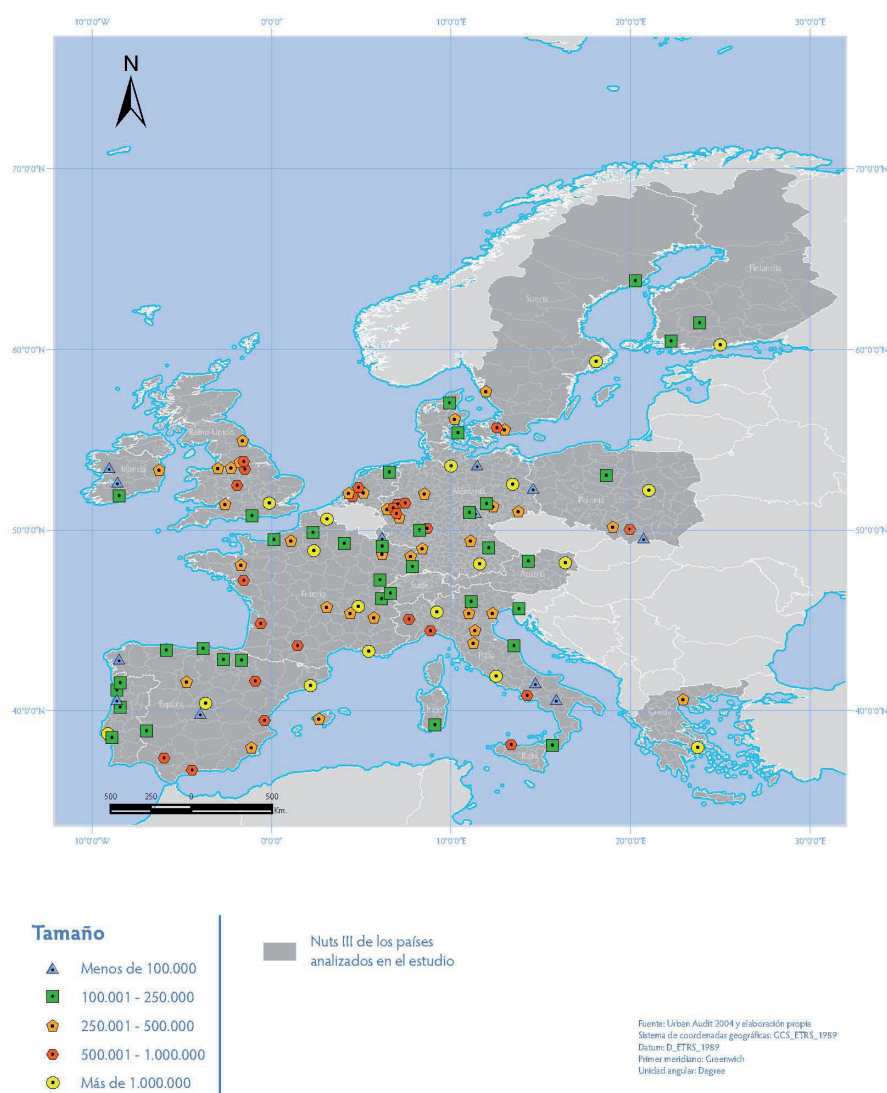 10°0'0"W 0°0'0"E 10°0'0"E 20°0'0"E 30°0'0"E
N
70°0'0"N 70°0'0"N
Finlandia
Suecia
60°0'0"N 60°0'0"N
Reino Unido
Irlanda
Alemania
Polonia
50°0'0"N 50°0'0"N
Austria
Francia
Italia
España
Italia
40°0'0"N 40°0'0"N
Grecia
Italia
500 250 0 500
Km.
10°0'0"W 0°0'0"E 10°0'0"E 20°0'0"E 30°0'0"E
Tamaño
Menos de 100.000
100.001 - 250.000
250.001 - 500.000
500.001 - 1.000.000
Más de 1.000.000
Nuts III de los países
analizados en el estudio
Fuente: Urban Audit 2004 y elaboración propia
Sistema de coordenadas geográficas: GCS_ETRS_1989
Datum: D_ETRS_1989
Primer meridiano: Greenwich
Unidad angular: Degree